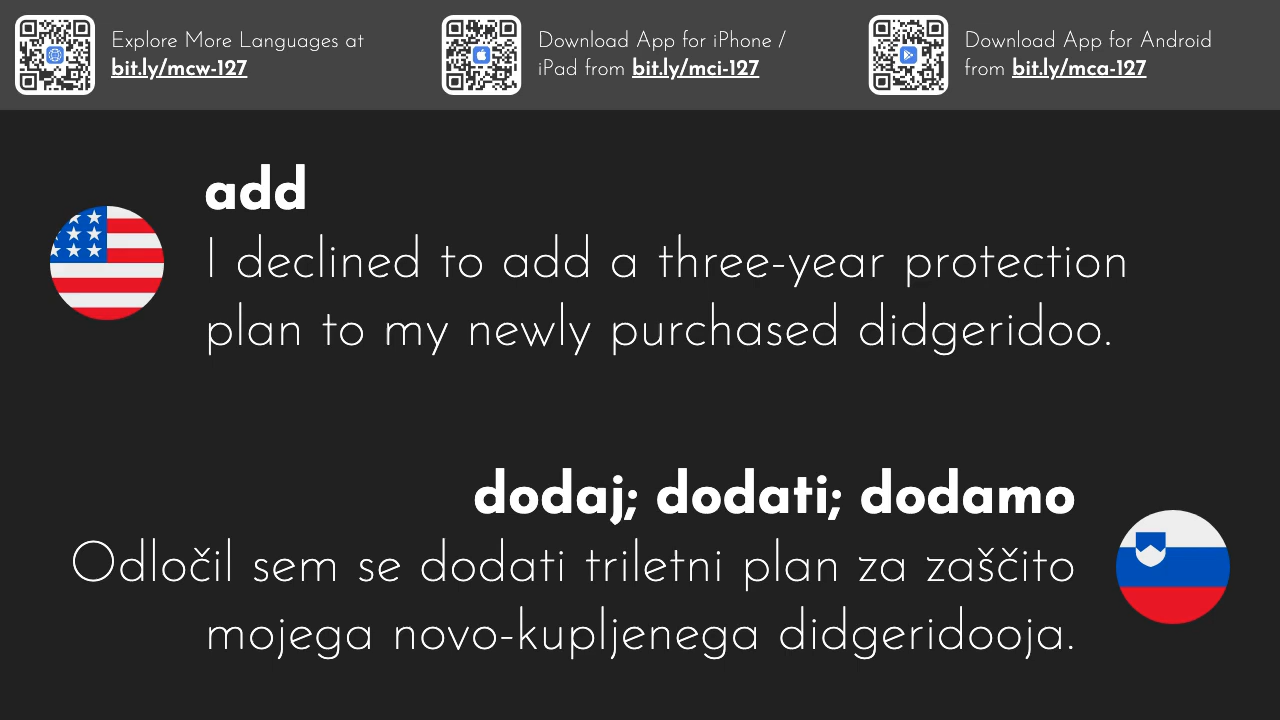 Explore More Languages at
bit.ly/mcw-127
Download App for iPhone /
iPad from bit.ly/mci-127
Download App for Android
from bit.ly/mca-127
add
I declined to add a three-year protection
plan to my newly purchased didgeridoo.
dodaj; dodati; dodamo
Odločil sem se dodati triletni plan za zaščito
mojega novo-kupljenega didgeridooja.